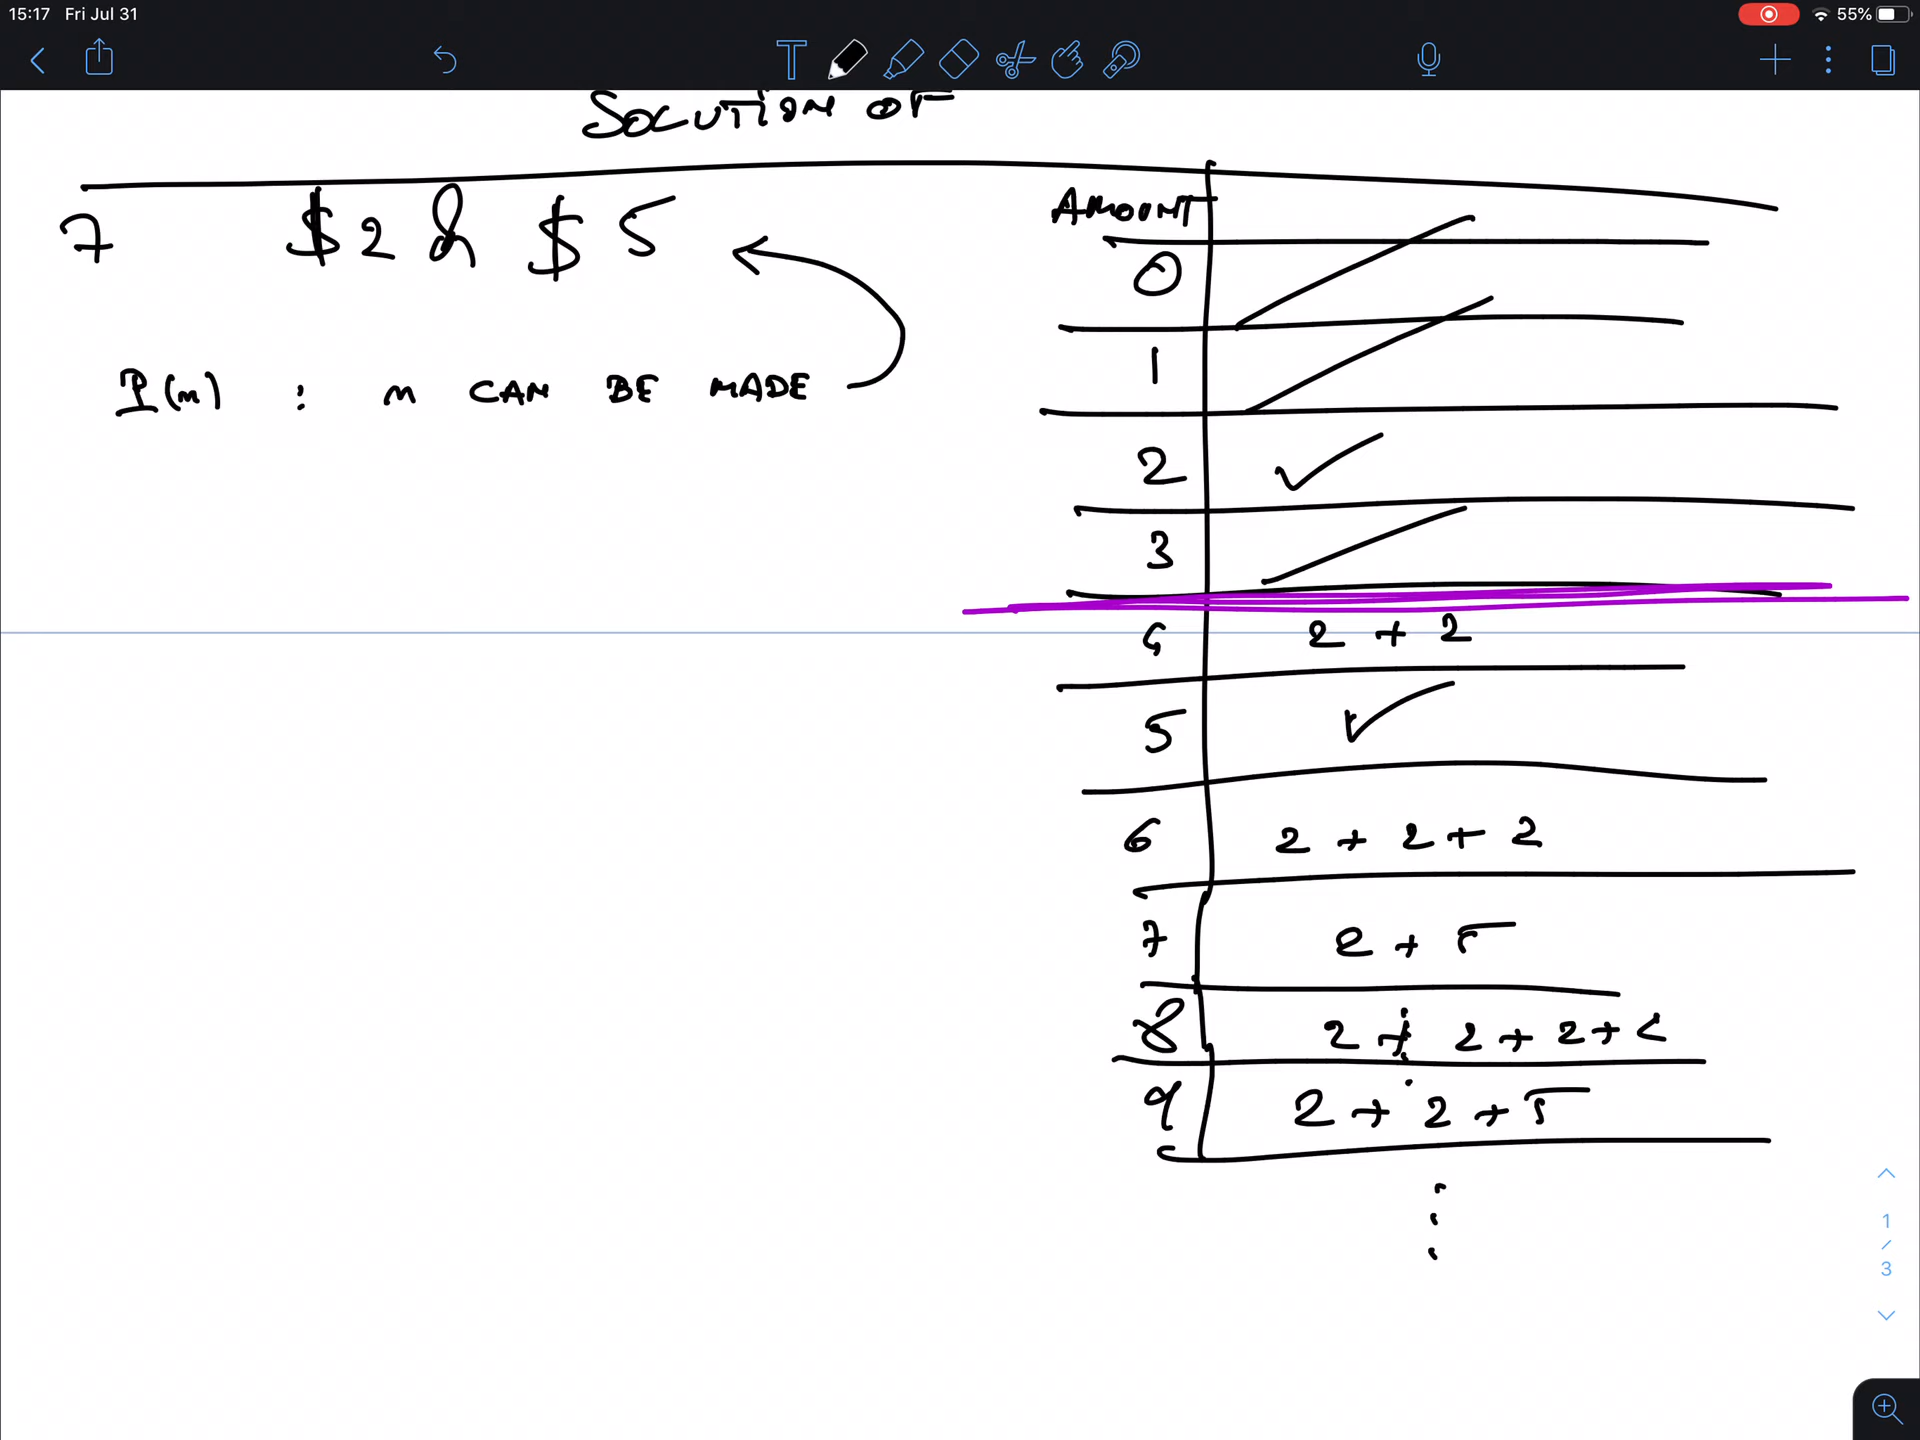 15:17 Fri Jul 31
55%
SOLUTION OF
7 $2 & $5
P(n) : n CAN BE MADE
AMOUNT
0
1
2 ✓
3
4 2 + 2
5 ✓
6 2 + 2 + 2
7 2 + 5
8 2 + 2 + 2 + 2
9 2 + 2 + 5
⋮
1
/
3